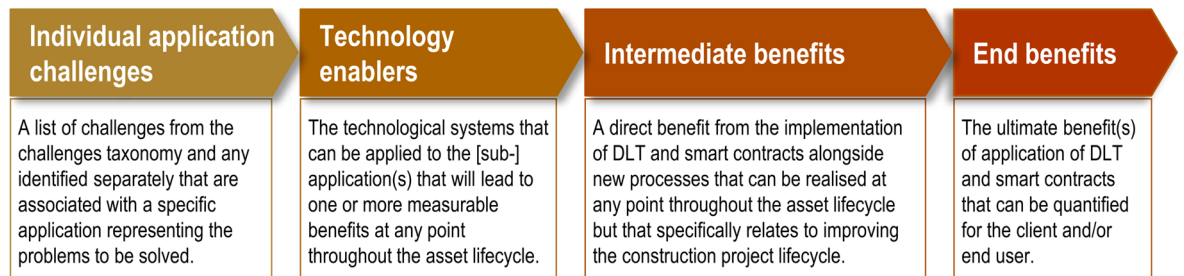 Individual application
challenges
Technology
enablers
Intermediate benefits
End benefits
A list of challenges from the
challenges taxonomy and any
identified separately that are
associated with a specific
application representing the
problems to be solved.
The technological systems that
can be applied to the [sub-]
application(s) that will lead to
one or more measurable
benefits at any point
throughout the asset lifecycle.
A direct benefit from the implementation
of DLT and smart contracts alongside
new processes that can be realised at
any point throughout the asset lifecycle
but that specifically relates to improving
the construction project lifecycle.
The ultimate benefit(s)
of application of DLT
and smart contracts
that can be quantified
for the client and/or
end user.